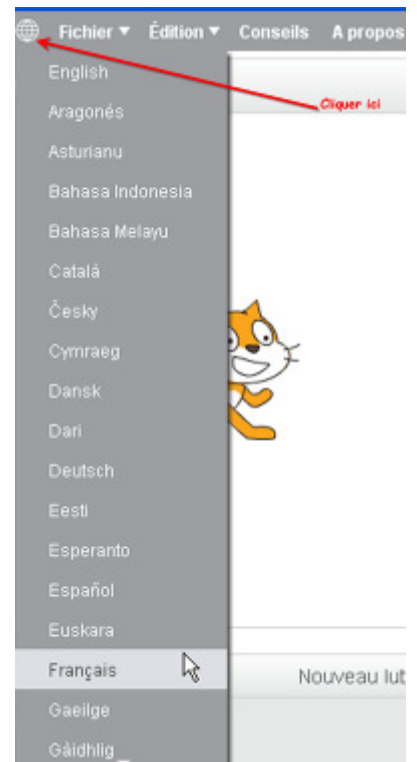 Fichier ▼ Édition ▼ Conseils A propos
English
Cliquer ici
Aragonés
Asturianu
Bahasa Indonesia
Bahasa Melayu
Català
Česky
Cymraeg
Dansk
Dari
Deutsch
Eesti
Esperanto
Español
Euskara
Français
Nouveau lut
Gaeilge
Gàidhlig